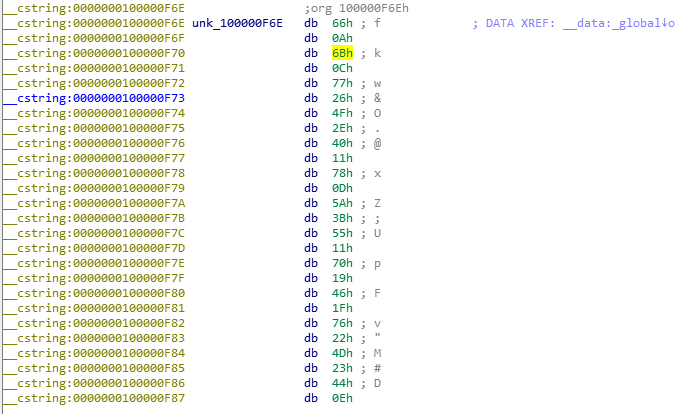 __cstring:0000000100000F6E ;org 100000F6Eh
__cstring:0000000100000F6E unk_100000F6E db 66h ; f ; DATA XREF: __data:_global↓o
__cstring:0000000100000F6F db 0Ah
__cstring:0000000100000F70 db 6Bh ; k
__cstring:0000000100000F71 db 0Ch
__cstring:0000000100000F72 db 77h ; w
__cstring:0000000100000F73 db 26h ; &
__cstring:0000000100000F74 db 4Fh ; O
__cstring:0000000100000F75 db 2Eh ; .
__cstring:0000000100000F76 db 40h ; @
__cstring:0000000100000F77 db 11h
__cstring:0000000100000F78 db 78h ; x
__cstring:0000000100000F79 db 0Dh
__cstring:0000000100000F7A db 5Ah ; Z
__cstring:0000000100000F7B db 3Bh ; ;
__cstring:0000000100000F7C db 55h ; U
__cstring:0000000100000F7D db 11h
__cstring:0000000100000F7E db 70h ; p
__cstring:0000000100000F7F db 19h
__cstring:0000000100000F80 db 46h ; F
__cstring:0000000100000F81 db 1Fh
__cstring:0000000100000F82 db 76h ; v
__cstring:0000000100000F83 db 22h ; "
__cstring:0000000100000F84 db 4Dh ; M
__cstring:0000000100000F85 db 23h ; #
__cstring:0000000100000F86 db 44h ; D
__cstring:0000000100000F87 db 0Eh